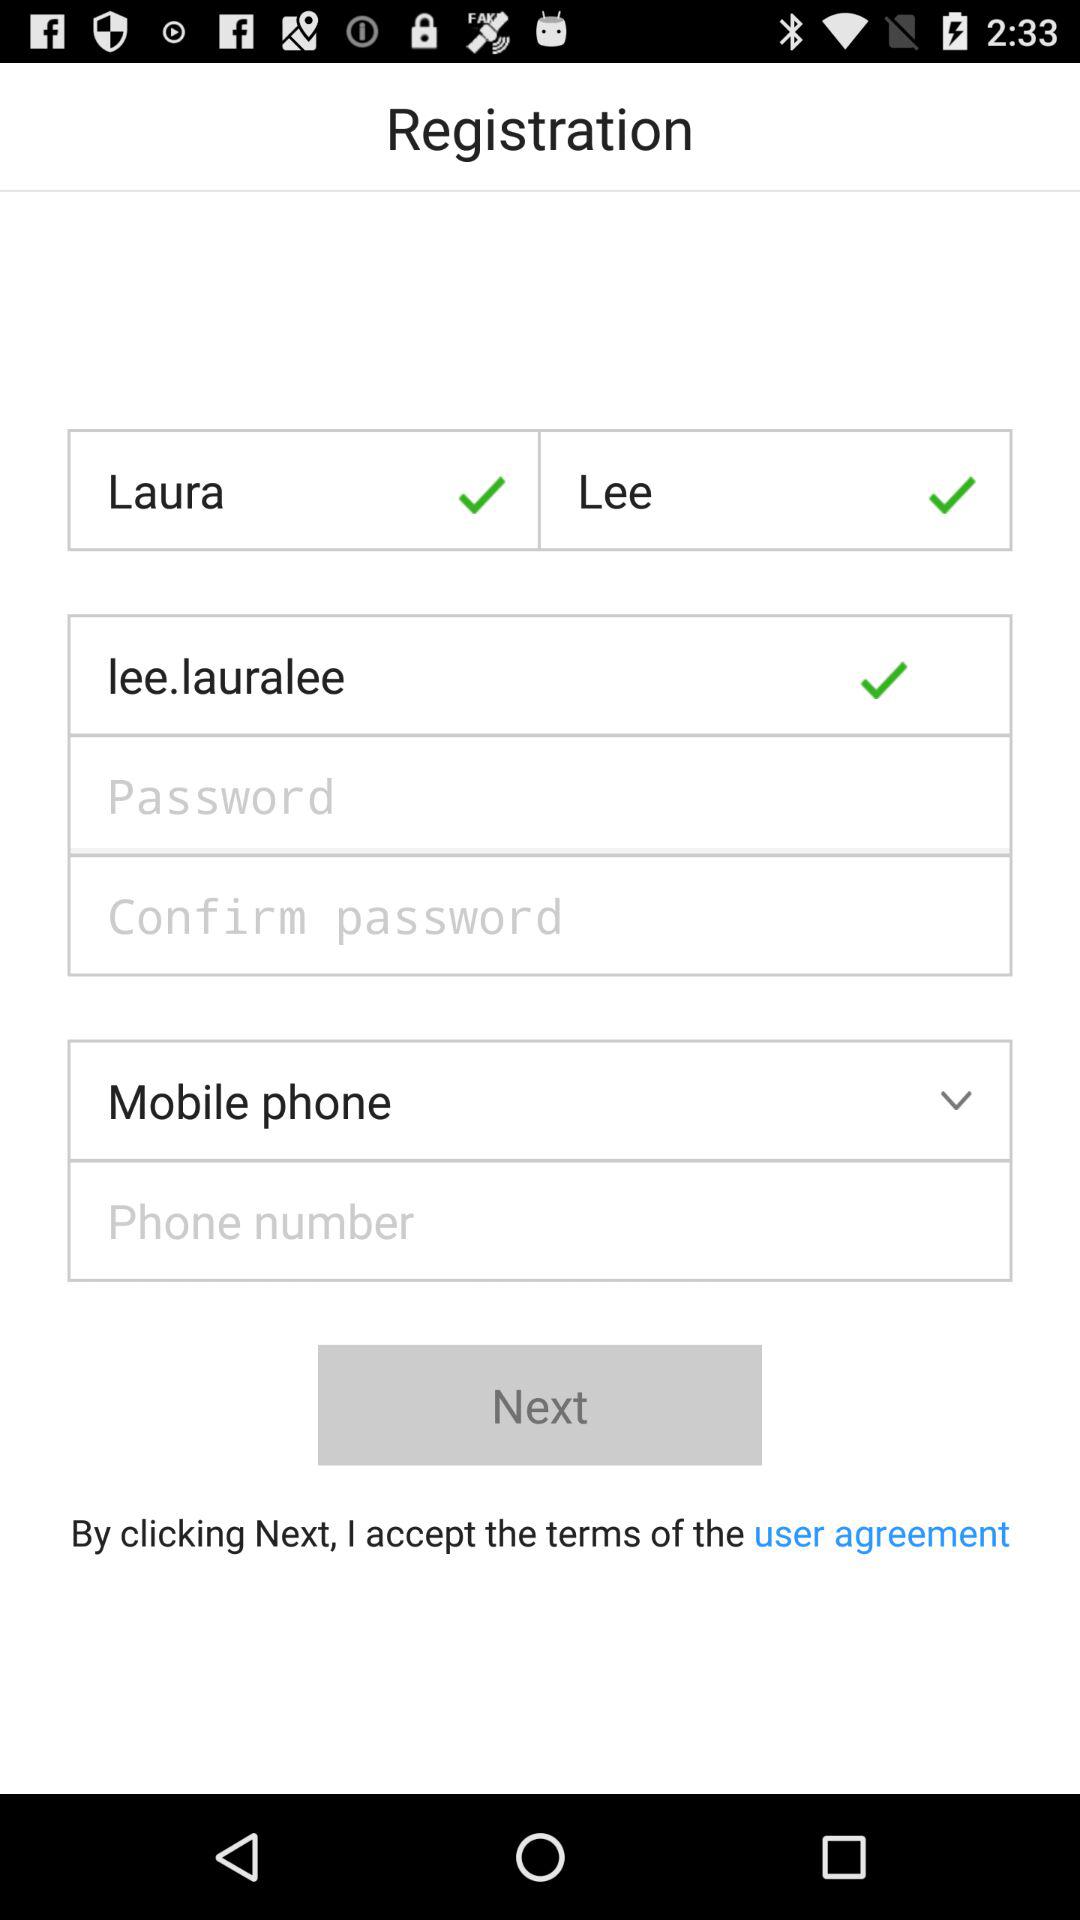 FAKE
2:33
Registration
Laura
Lee
lee.lauralee
Password
Confirm password
Mobile phone
Phone number
Next
By clicking Next, I accept the terms of the user agreement